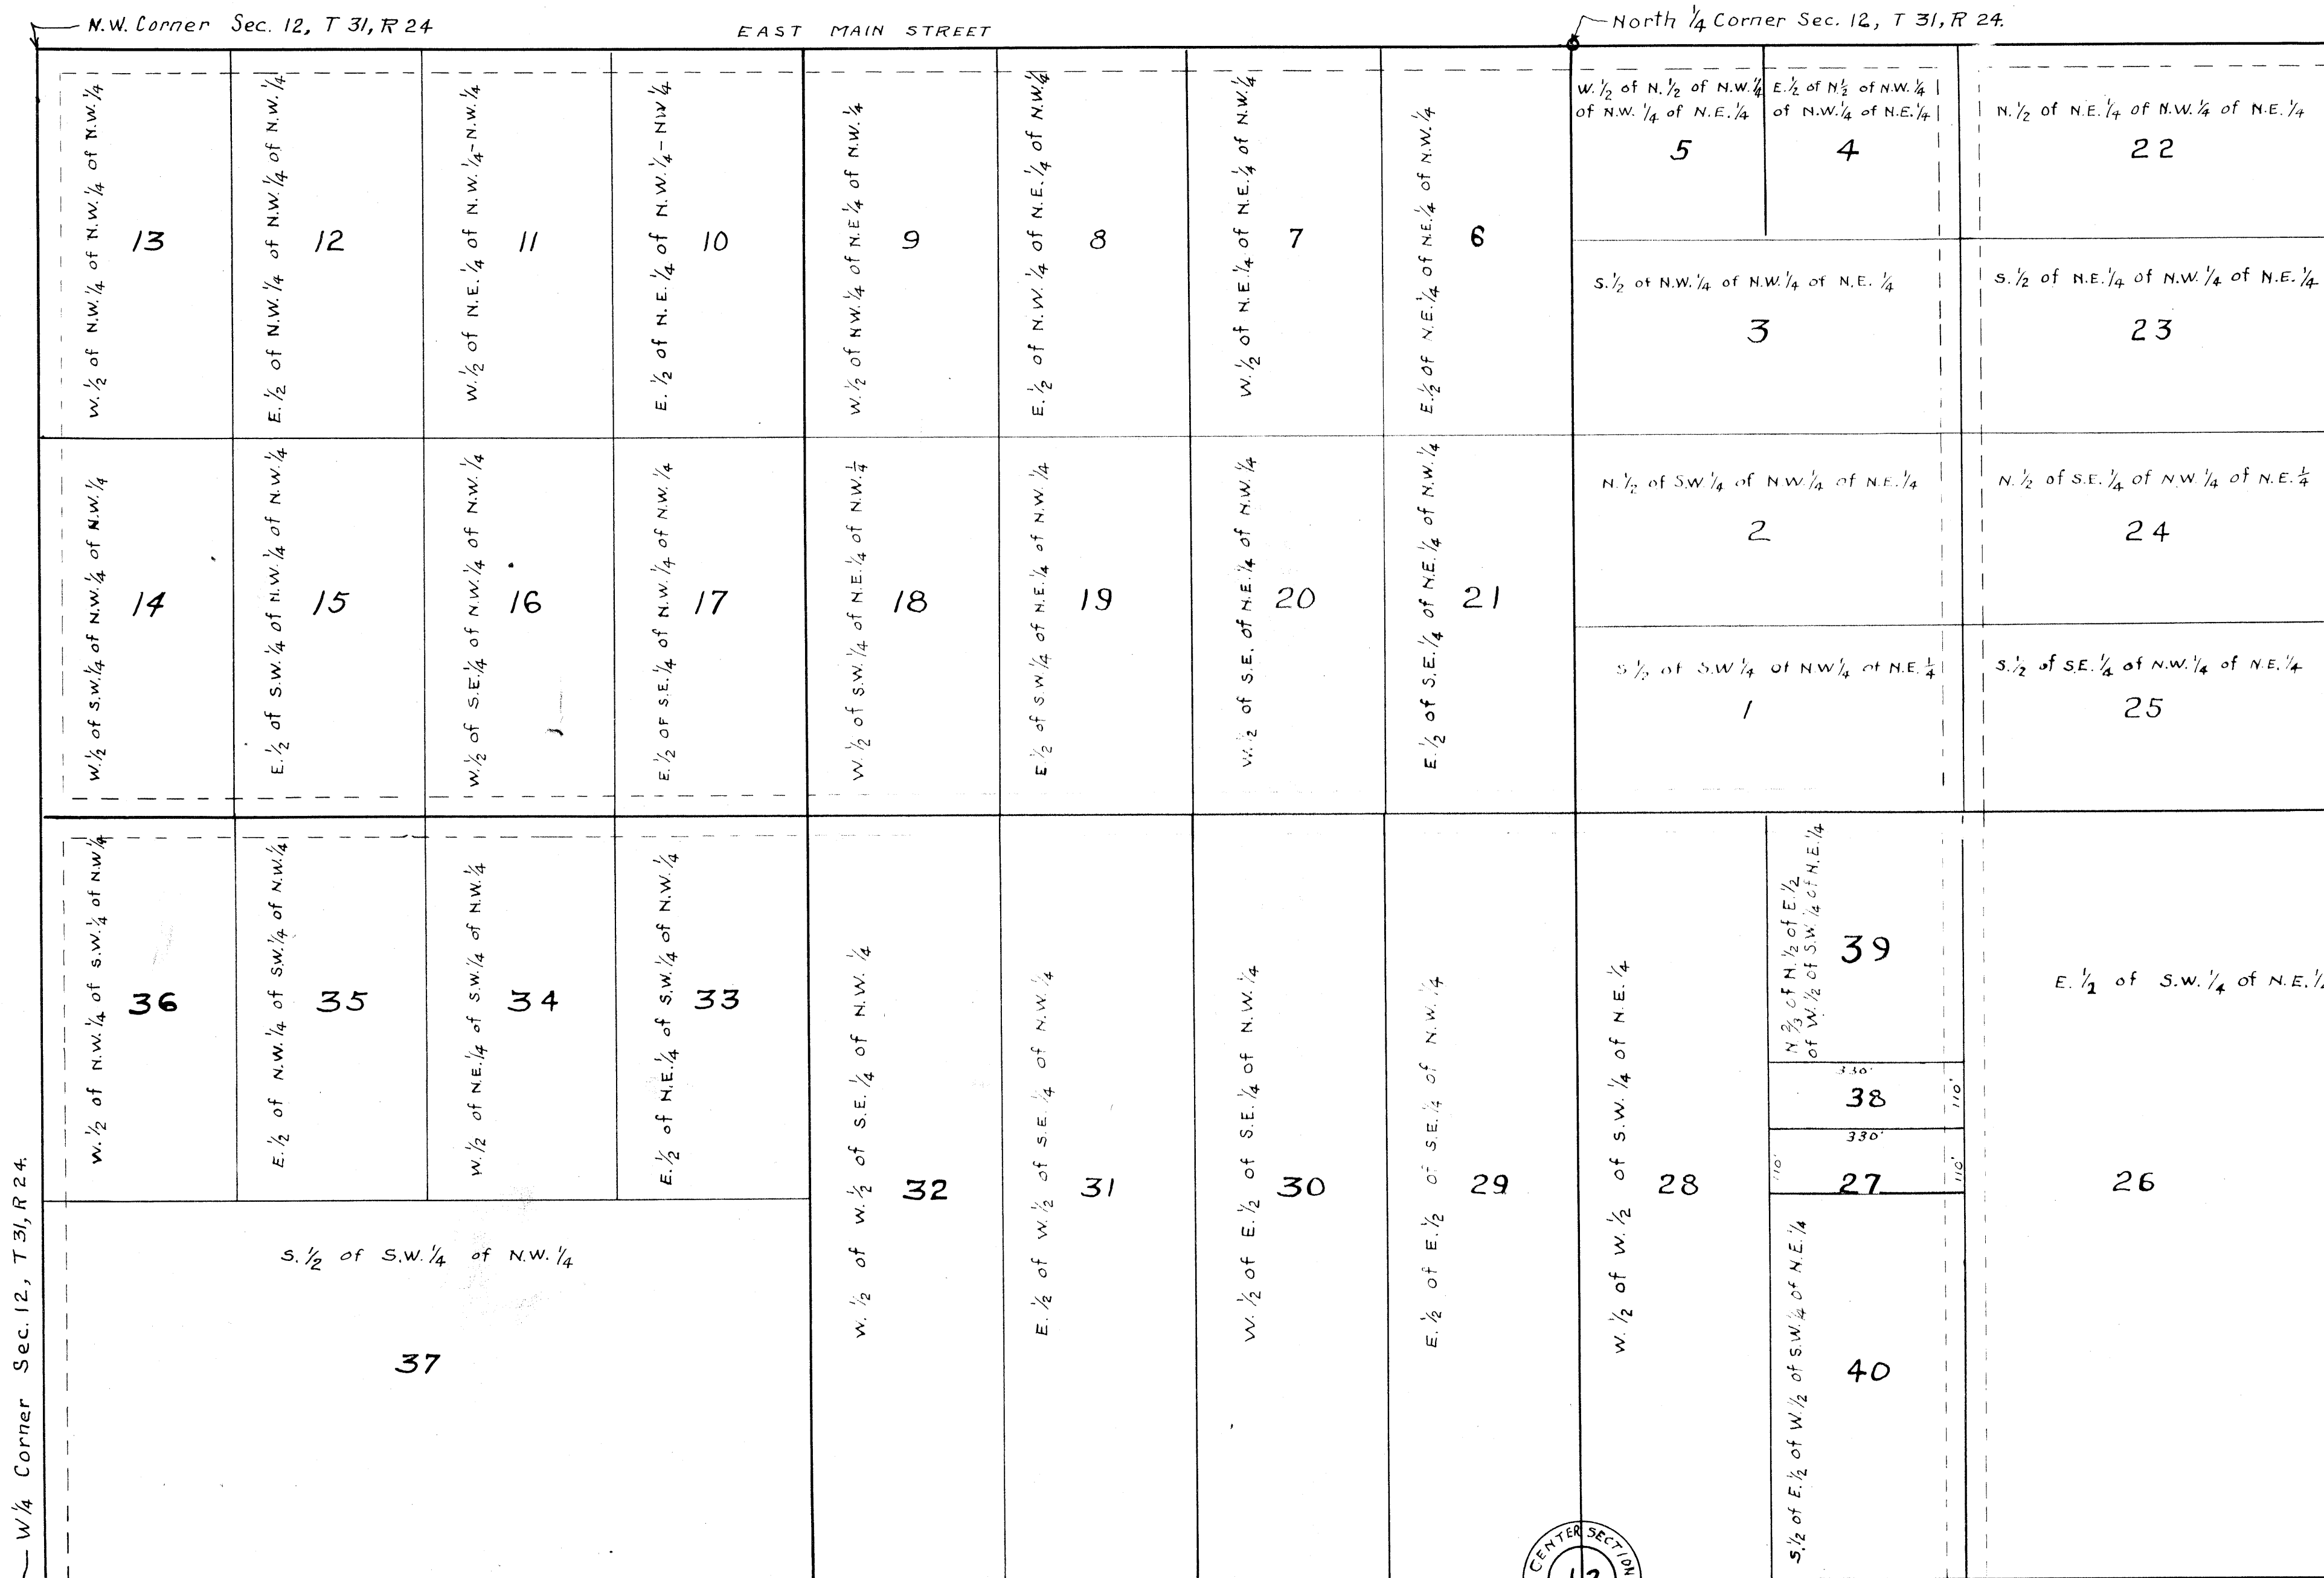 N.W. Corner Sec. 12, T 31, R 24
EAST MAIN STREET
North 1/4 Corner Sec. 12, T 31, R 24.
W. 1/2 of N.W. 1/4 of N.W. 1/4 of N.W. 1/4
13
E. 1/2 of N.W. 1/4 of N.W. 1/4 of N.W. 1/4
12
W. 1/2 of N.E. 1/4 of N.W. 1/4-N.W. 1/4
11
E. 1/2 of N.E. 1/4 of N.W. 1/4-NW 1/4
10
W. 1/2 of NW. 1/4 of N.E 1/4 of N.W. 1/4
9
E. 1/2 of N.W. 1/4 of N.E. 1/4 of N.W. 1/4
8
W. 1/2 of N.E. 1/4 of N.E. 1/4 of N.W. 1/4
7
E. 1/2 of N.E. 1/4 of N.E. 1/4 of N.W. 1/4
6
W. 1/2 of N. 1/2 of N.W. 1/4
of N.W. 1/4 of N.E. 1/4
5
E. 1/2 of N 1/2 of N.W. 1/4
of N.W. 1/4 of N.E. 1/4
4
N. 1/2 of N.E. 1/4 of N.W. 1/4 of N.E. 1/4
22
S. 1/2 of N.W. 1/4 of N.W. 1/4 of N.E. 1/4
3
S. 1/2 of N.E. 1/4 of N.W. 1/4 of N.E. 1/4
23
W. 1/2 of S.W. 1/4 of N.W. 1/4 of N.W. 1/4
14
E. 1/2 of S.W. 1/4 of N.W. 1/4 of N.W. 1/4
15
W. 1/2 of S.E. 1/4 of N.W. 1/4 of N.W. 1/4
16
E. 1/2 OF S.E. 1/4 of N.W. 1/4 of N.W. 1/4
17
W. 1/2 of S.W. 1/4 of N.E. 1/4 of N.W. 1/4
18
E 1/2 of S.W. 1/4 of N.E. 1/4 of N.W. 1/4
19
W. 1/2 of S.E. of N.E. 1/4 of N.W. 1/4
20
E. 1/2 of S.E. 1/4 of N.E. 1/4 of N.W. 1/4
21
N. 1/2 of S.W. 1/4 of N W. 1/4 of N.E. 1/4
2
N. 1/2 of S.E. 1/4 of N.W. 1/4 of N.E. 1/4
24
S 1/2 of S.W 1/4 of N.W 1/4 of N.E. 1/4
1
S. 1/2 of S.E. 1/4 of N.W. 1/4 of N.E. 1/4
25
W. 1/2 of N.W. 1/4 of S.W. 1/4 of N.W 1/4
36
E. 1/2 of N.W. 1/4 of S.W. 1/4 of N.W. 1/4
35
W. 1/2 of N.E. 1/4 of S.W. 1/4 of N.W. 1/4
34
E. 1/2 of N.E. 1/4 of S.W. 1/4 of N.W. 1/4
33
W. 1/2 of W. 1/2 of S.E. 1/4 of N.W. 1/4
32
E. 1/2 of W. 1/2 of S.E. 1/4 of N.W. 1/4
31
W. 1/2 of E. 1/2 of S.E. 1/4 of N.W. 1/4
30
E. 1/2 of E. 1/2 of S.E. 1/4 of N.W. 1/4
29
W. 1/2 of W. 1/2 of S.W. 1/4 of N.E. 1/4
28
N 2/3 of N. 1/2 of E. 1/2
of W. 1/2 of S.W. 1/4 of N.E. 1/4
39
330'
38
110'
330'
110'
27
110'
E. 1/2 of S.W. 1/4 of N.E. 1/
26
S. 1/2 of E. 1/2 of W. 1/2 of S.W. 1/4 of N.E. 1/4
40
S. 1/2 of S.W. 1/4 of N.W. 1/4
37
W 1/4 Corner Sec. 12, T 31, R 24.
CENTER SECTION
12